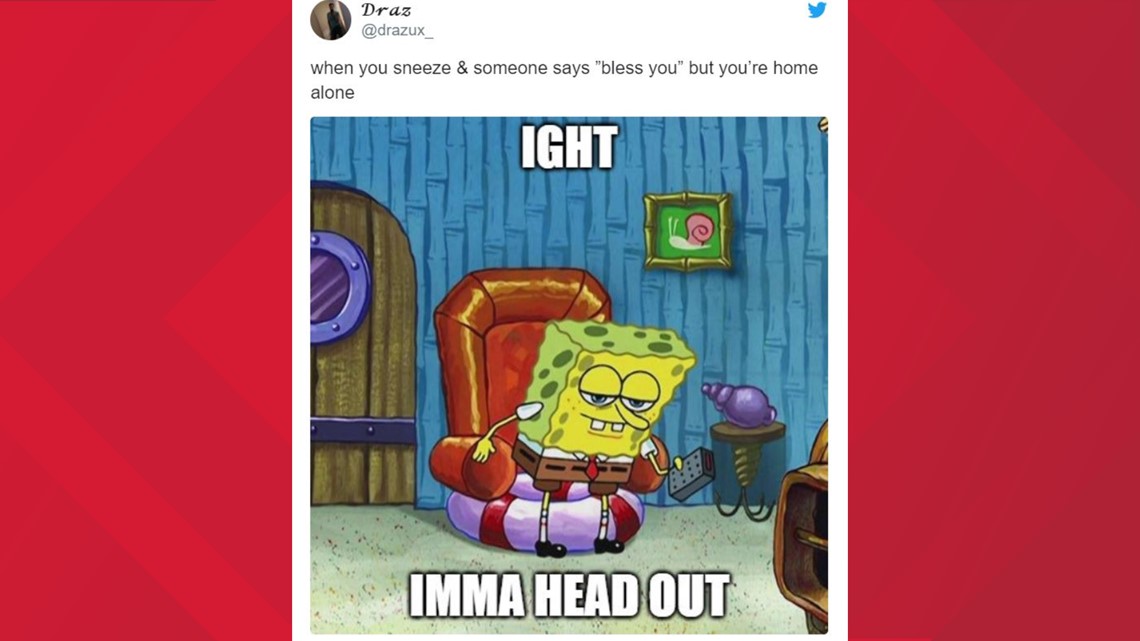 Draz
@drazux_
when you sneeze & someone says ”bless you” but you’re home
alone
IGHT
IMMA HEAD OUT